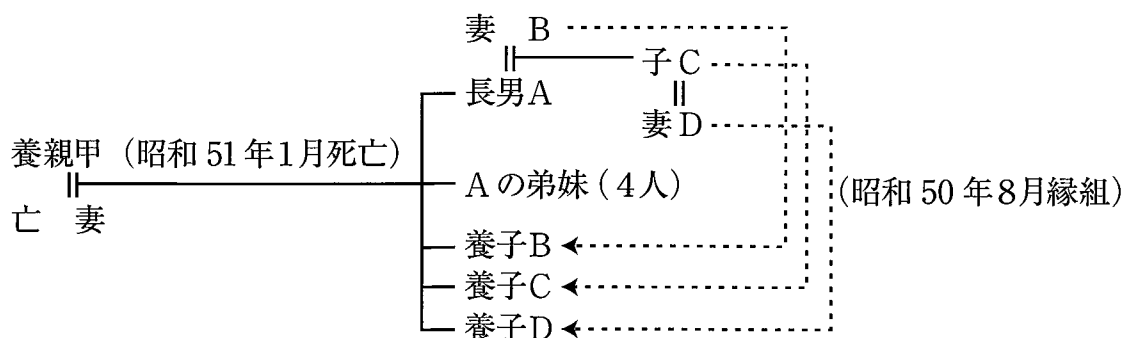 妻 B
子C
長男A
妻D
養親甲（昭和51年1月死亡）
Aの弟妹（4人）
（昭和50年8月縁組）
亡 妻
養子B
養子C
養子D